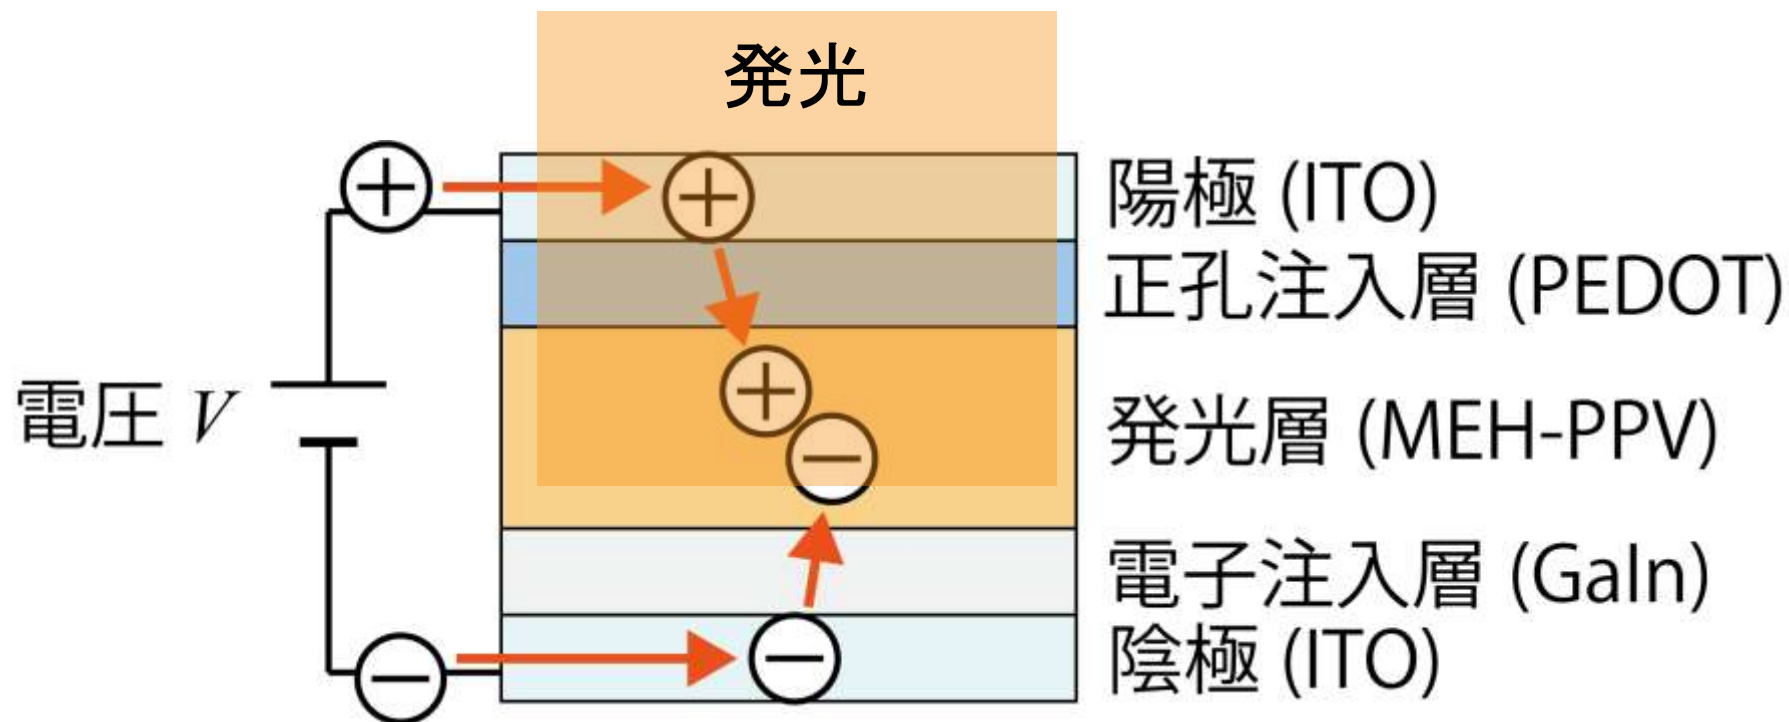 発光
陽極 (ITO)
正孔注入層 (PEDOT)
電圧 V
発光層 (MEH-PPV)
電子注入層 (GaIn)
陰極 (ITO)